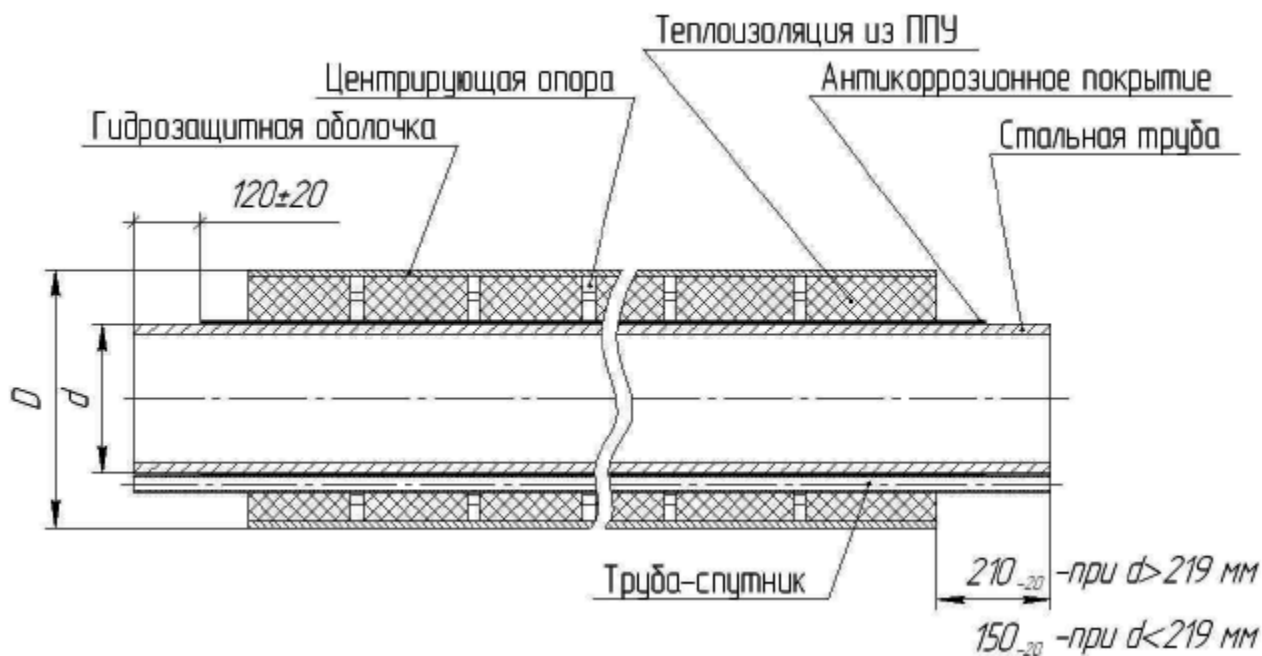 Теплоизоляция из ППУ
Центрирующая опора
Антикоррозионное покрытие
Гидрозащитная оболочка
Стальная труба
120±20
D
d
Труба-спутник
210₋₂₀ -при d>219 мм
150₋₂₀ -при d<219 мм